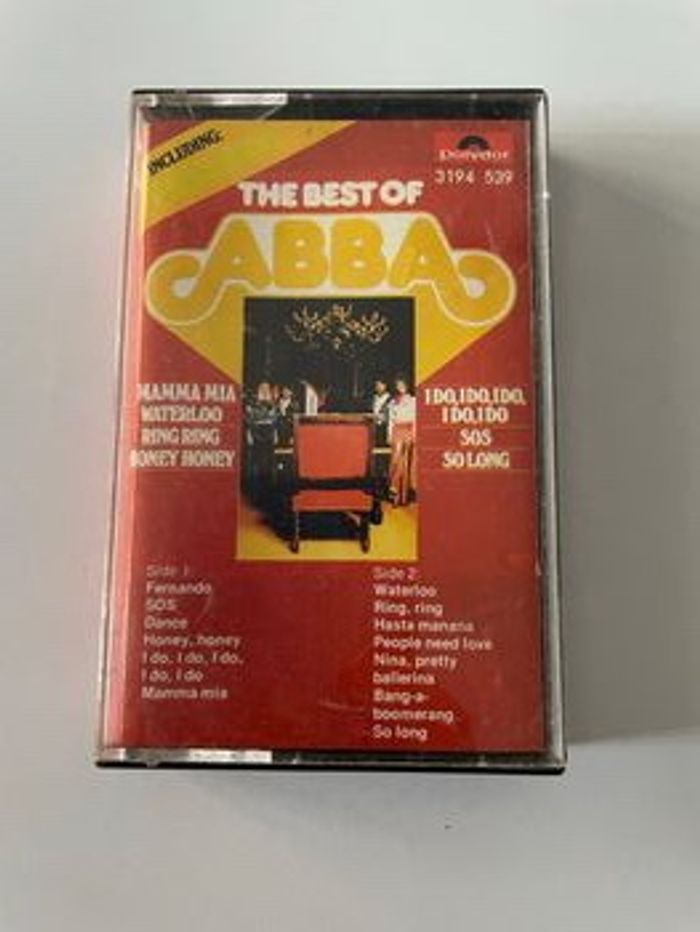 INCLUDING:
Polydor
3194 539
THE BEST OF
ABBA
MAMMA MIA
WATERLOO
RING RING
HONEY HONEY
I DO, I DO, I DO,
I DO, I DO
SOS
SO LONG
Side 1
Fernando
SOS
Dance
Honey, honey
I do, I do, I do,
I do, I do
Mamma mia
Side 2
Waterloo
Ring, ring
Hasta manana
People need love
Nina, pretty
ballerina
Bang-a-
boomerang
So long